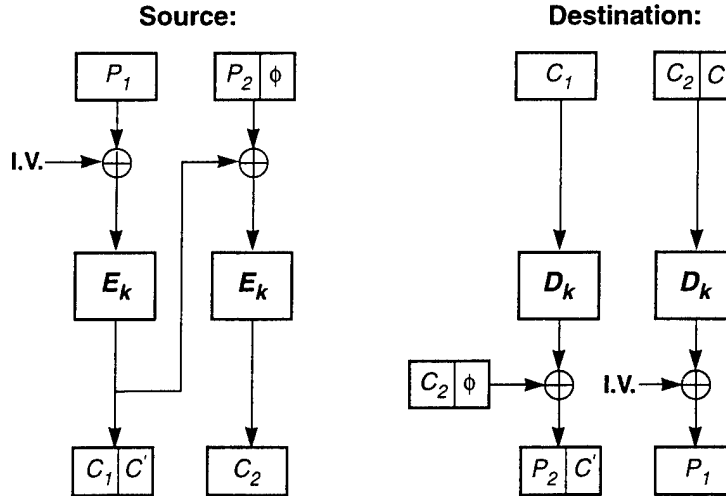 Source:
Destination:
P1
P2 ϕ
C1
C2 C
I.V.
Ek
Ek
Dk
Dk
C2 ϕ
I.V.
C1 C'
C2
P2 C'
P1